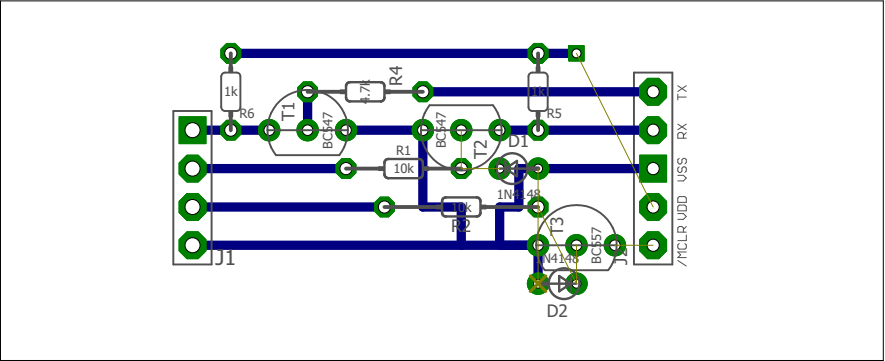 1k
R6
T1
BC547
4.7k
R4
1k
R5
TX
RX
VSS
VDD
/MCLR
BC547
T2
D1
R1
10k
1N4148
10k
R2
T3
BC557
J2
1N4148
D2
J1